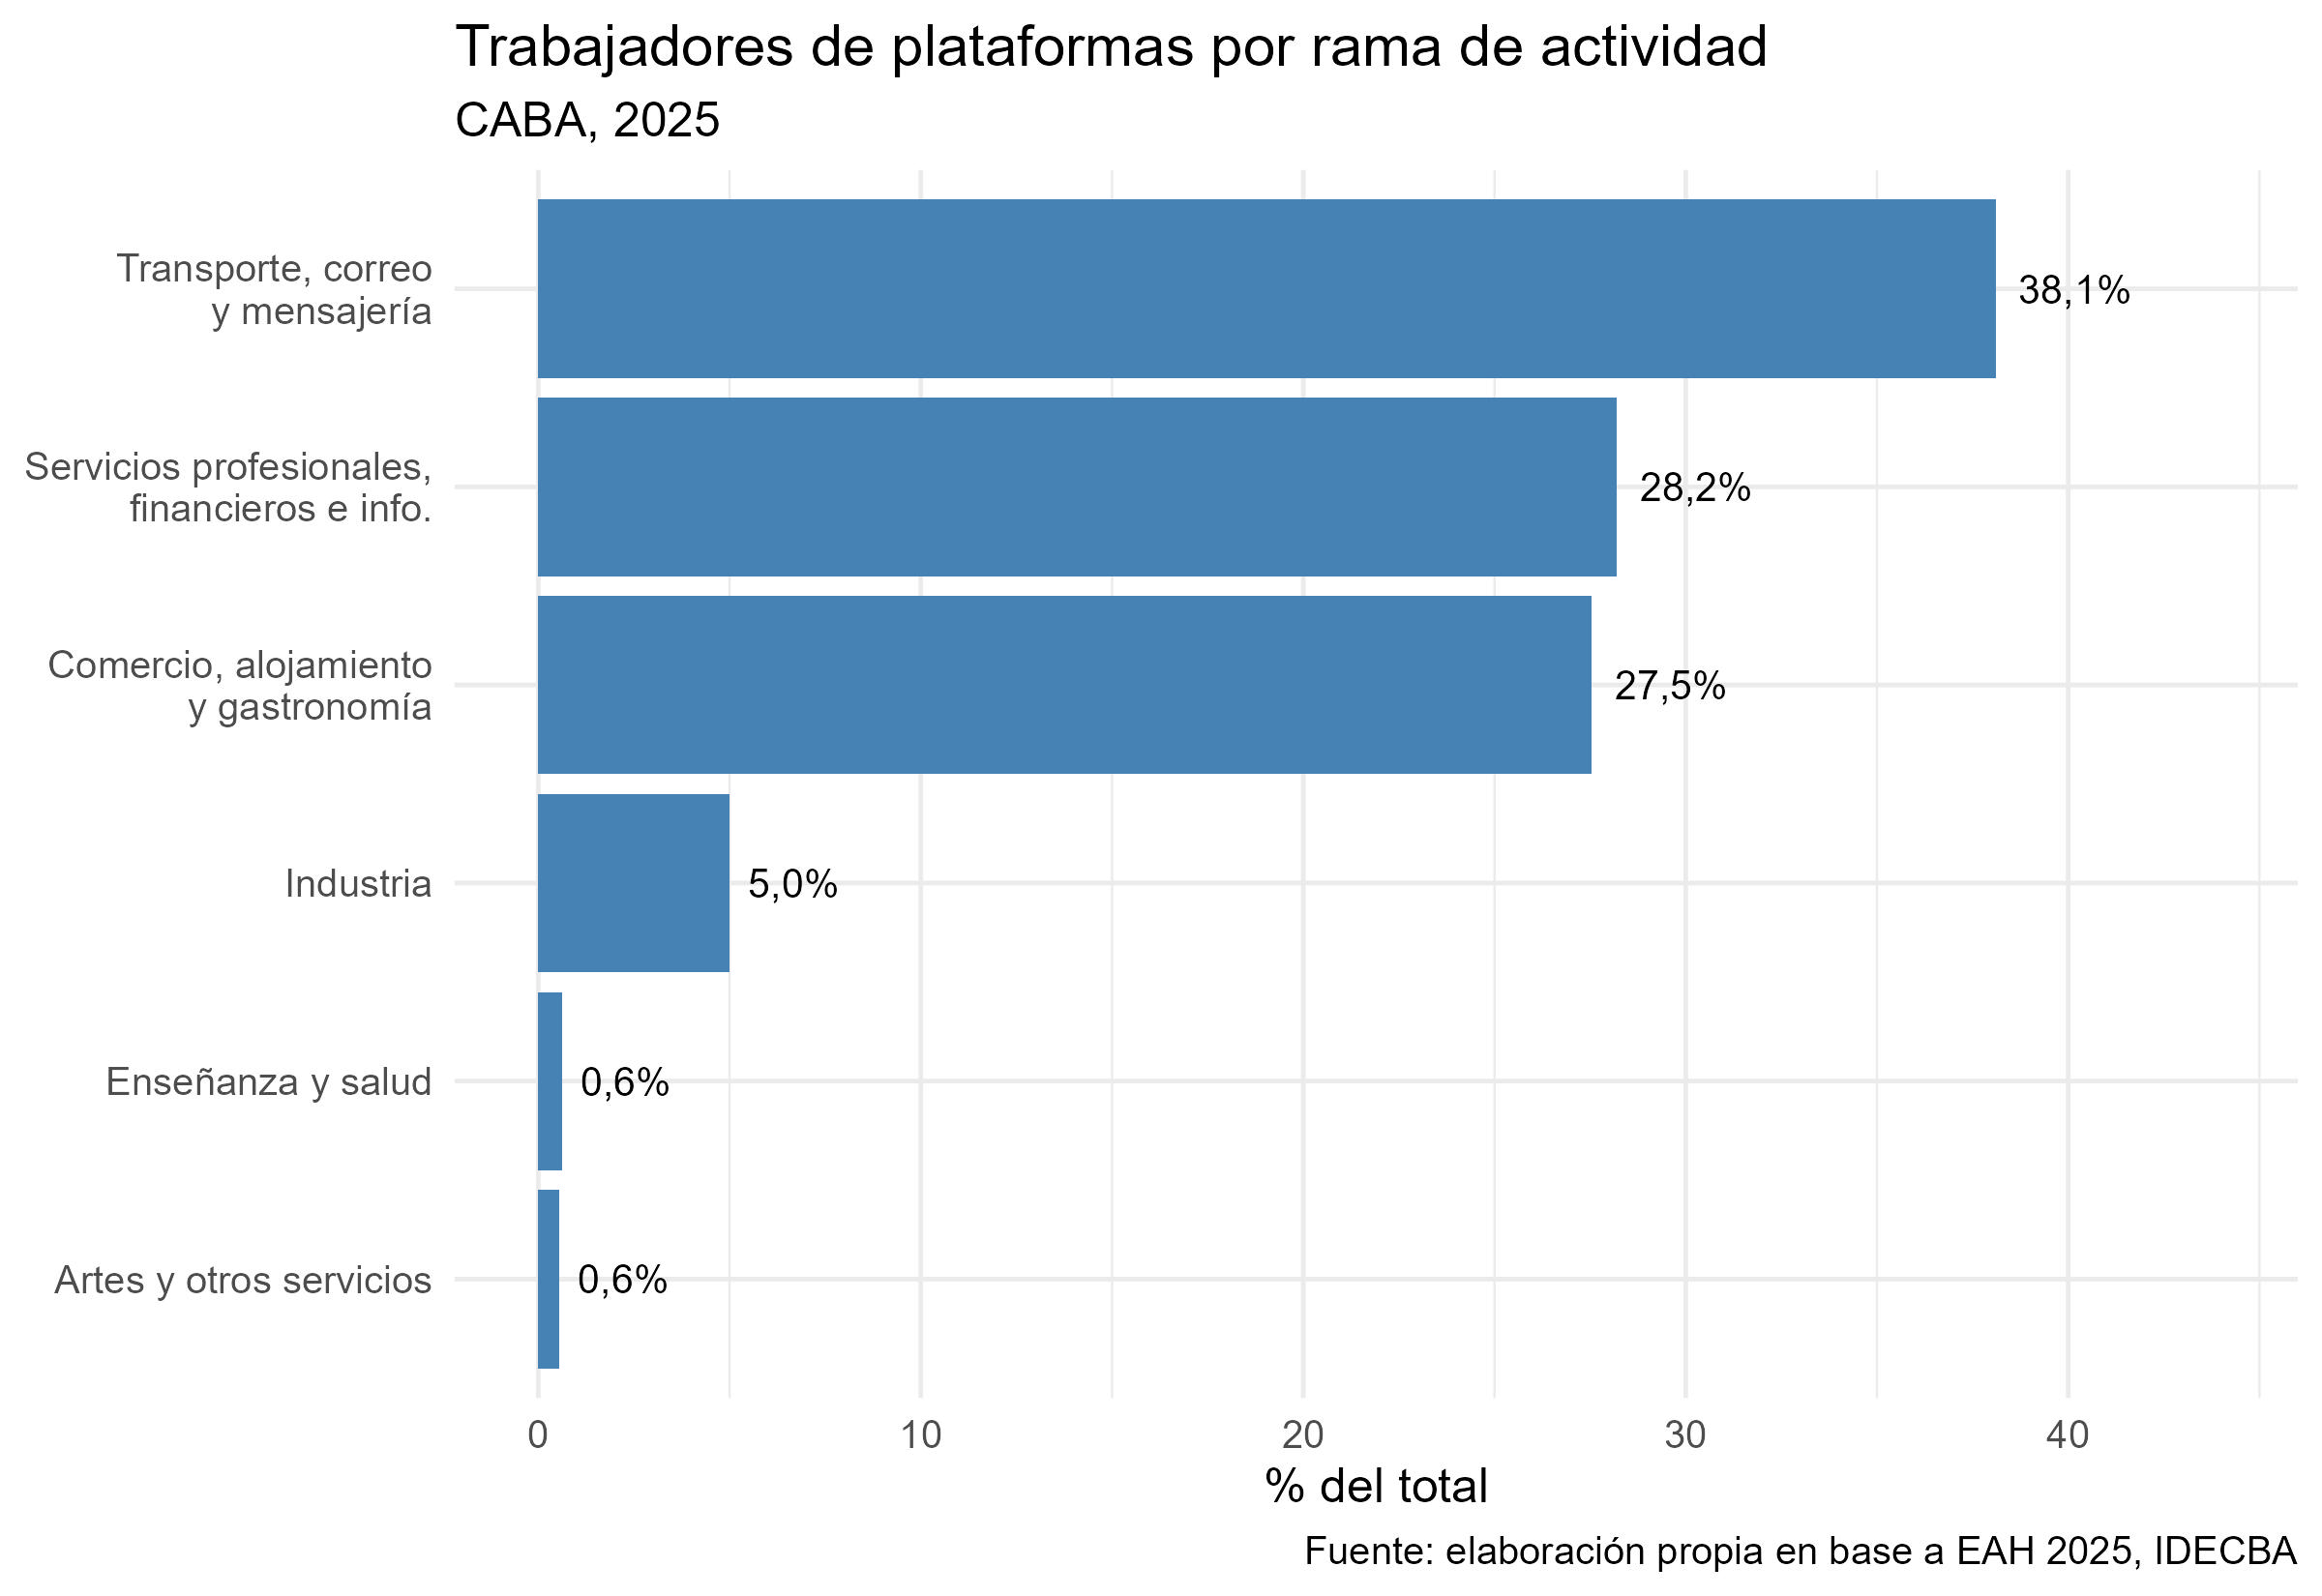 Trabajadores de plataformas por rama de actividad
CABA, 2025
Transporte, correo
y mensajería
38,1%
Servicios profesionales,
financieros e info.
28,2%
Comercio, alojamiento
y gastronomía
27,5%
Industria
5,0%
Enseñanza y salud
0,6%
Artes y otros servicios
0,6%
0 10 20 30 40
% del total
Fuente: elaboración propia en base a EAH 2025, IDECBA